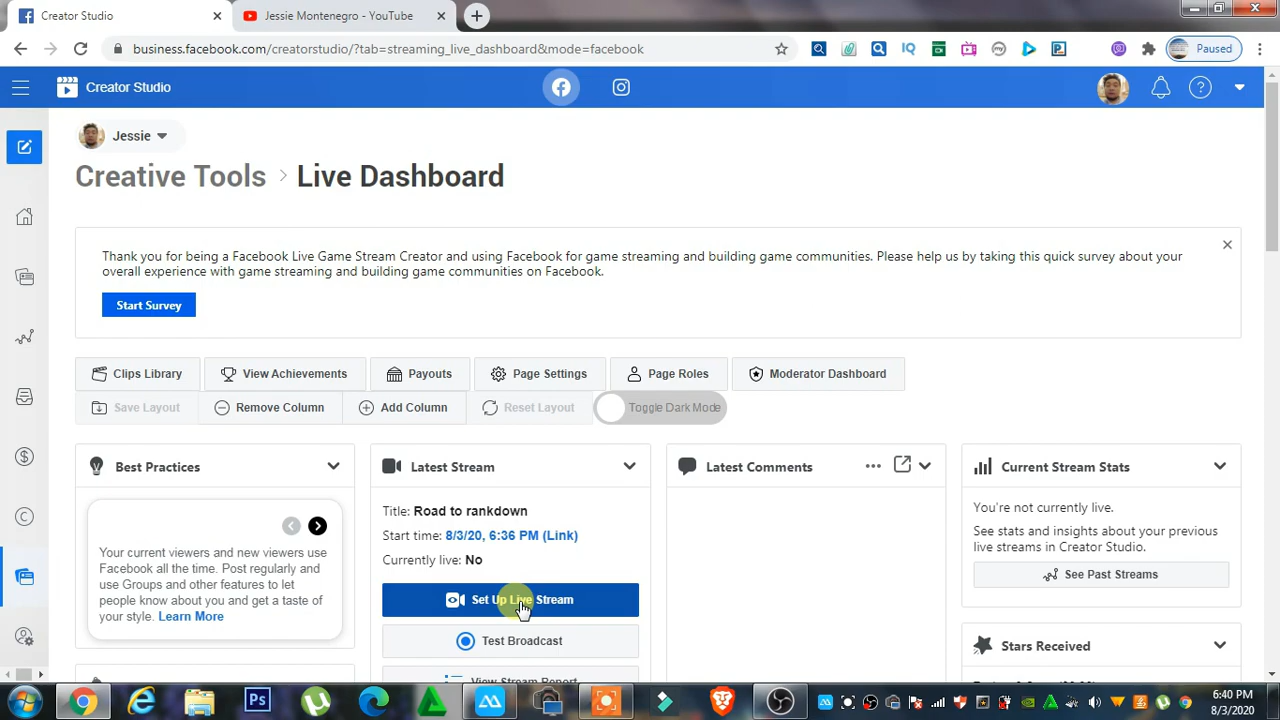 Creator Studio
Jessie Montenegro - YouTube
business.facebook.com/creatorstudio/?tab=streaming_live_dashboard&mode=facebook
IQ
Paused
Creator Studio
Jessie
Creative Tools > Live Dashboard
Thank you for being a Facebook Live Game Stream Creator and using Facebook for game streaming and building game communities. Please help us by taking this quick survey about your
overall experience with game streaming and building game communities on Facebook.
Start Survey
Clips Library
View Achievements
Payouts
Page Settings
Page Roles
Moderator Dashboard
Save Layout
Remove Column
Add Column
Reset Layout
Toggle Dark Mode
Best Practices
Your current viewers and new viewers use
Facebook all the time. Post regularly and
use Groups and other features to let
people know about you and get a taste of
your style. Learn More
Latest Stream
Title: Road to rankdown
Start time: 8/3/20, 6:36 PM (Link)
Currently live: No
Set Up Live Stream
Test Broadcast
View Stream Report
Latest Comments
Current Stream Stats
You're not currently live.
See stats and insights about your previous
live streams in Creator Studio.
See Past Streams
Stars Received
Ps
6:40 PM
8/3/2020